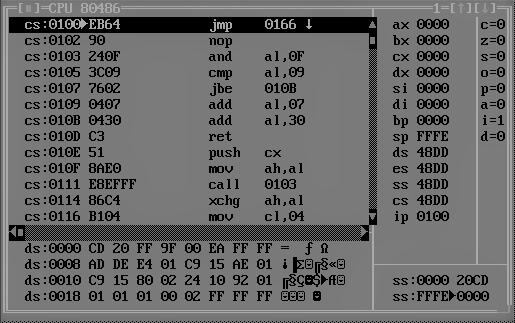 [■]=CPU 80486 1=[↑][↓]
cs:0100►EB64 jmp 0166 ↓ ax 0000 c=0
cs:0102 90 nop bx 0000 z=0
cs:0103 240F and al,0F cx 0000 s=0
cs:0105 3C09 cmp al,09 dx 0000 o=0
cs:0107 7602 jbe 010B si 0000 p=0
cs:0109 0407 add al,07 di 0000 a=0
cs:010B 0430 add al,30 bp 0000 i=1
cs:010D C3 ret sp FFFE d=0
cs:010E 51 push cx ds 48DD
cs:010F 8AE0 mov ah,al es 48DD
cs:0111 E8EFFF call 0103 ss 48DD
cs:0114 86C4 xchg ah,al cs 48DD
cs:0116 B104 mov cl,04 ip 0100
ds:0000 CD 20 FF 9F 00 EA FF FF = ƒ Ω
ds:0008 AD DE E4 01 C9 15 AE 01 ¡▐Σ☺╔§«☺
ds:0010 C9 15 80 02 24 10 92 01 ╔§Ç☻$►Æ☺ ss:0000 20CD
ds:0018 01 01 01 00 02 FF FF FF ☺☺☺ ☻ ss:FFFE►0000